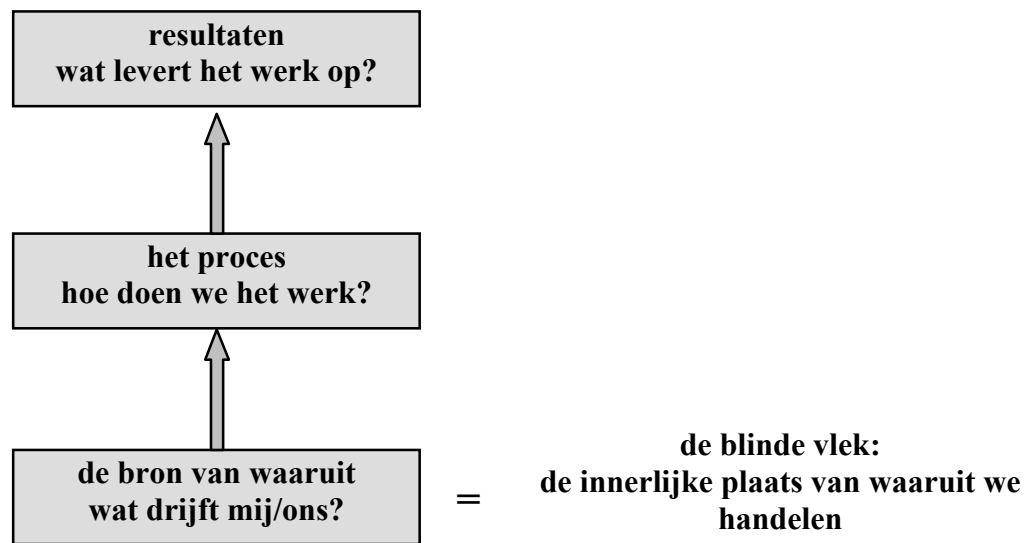 resultaten
wat levert het werk op?
het proces
hoe doen we het werk?
de bron van waaruit
wat drijft mij/ons?
=
de blinde vlek:
de innerlijke plaats van waaruit we
handelen